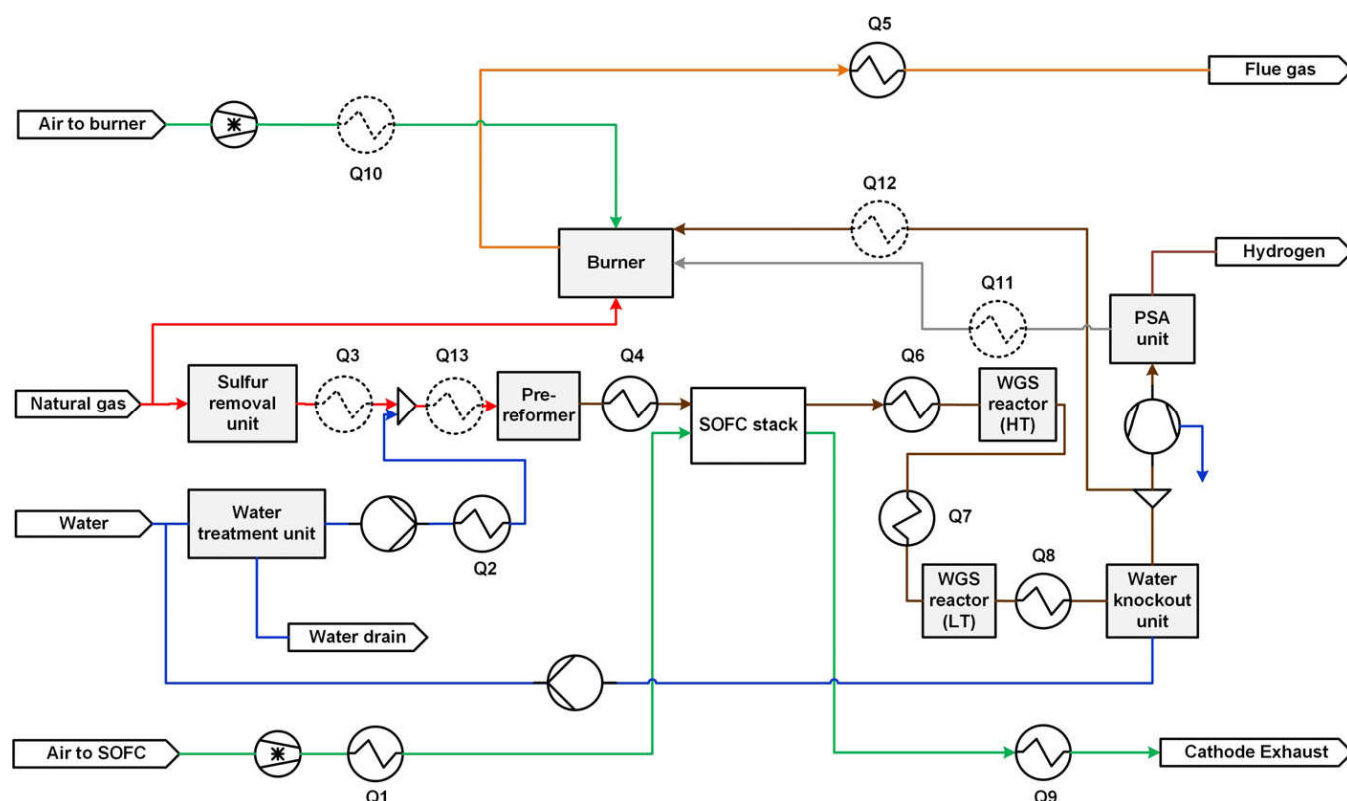 Q5
Flue gas
Air to burner
Q10
Q12
Burner
Hydrogen
Q11
PSA
unit
Q3
Q13
Q4
Q6
Natural gas
Sulfur
removal
unit
Pre-
reformer
SOFC stack
WGS
reactor
(HT)
Water
Water
treatment unit
Q2
Q7
Q8
WGS
reactor
(LT)
Water
knockout
unit
Water drain
Air to SOFC
Q1
Q9
Cathode Exhaust